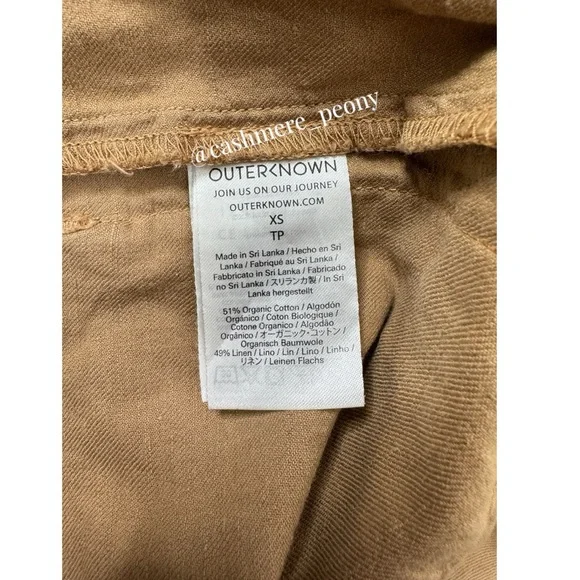 @cashmere_peony
OUTERKNOWN
JOIN US ON OUR JOURNEY
OUTERKNOWN.COM
XS
TP
Made in Sri Lanka / Hecho en Sri
Lanka / Fabriqué au Sri Lanka /
Fabbricato in Sri Lanka / Fabricado
no Sri Lanka / スリランカ製 / In Sri
Lanka hergestellt
51% Organic Cotton / Algodón
Orgánico / Coton Biologique /
Cotone Organico / Algodão
Orgânico / オーガニック・コットン /
Organisch Baumwole
49% Linen / Lino / Lin / Lino / Linho /
リネン / Leinen Flachs